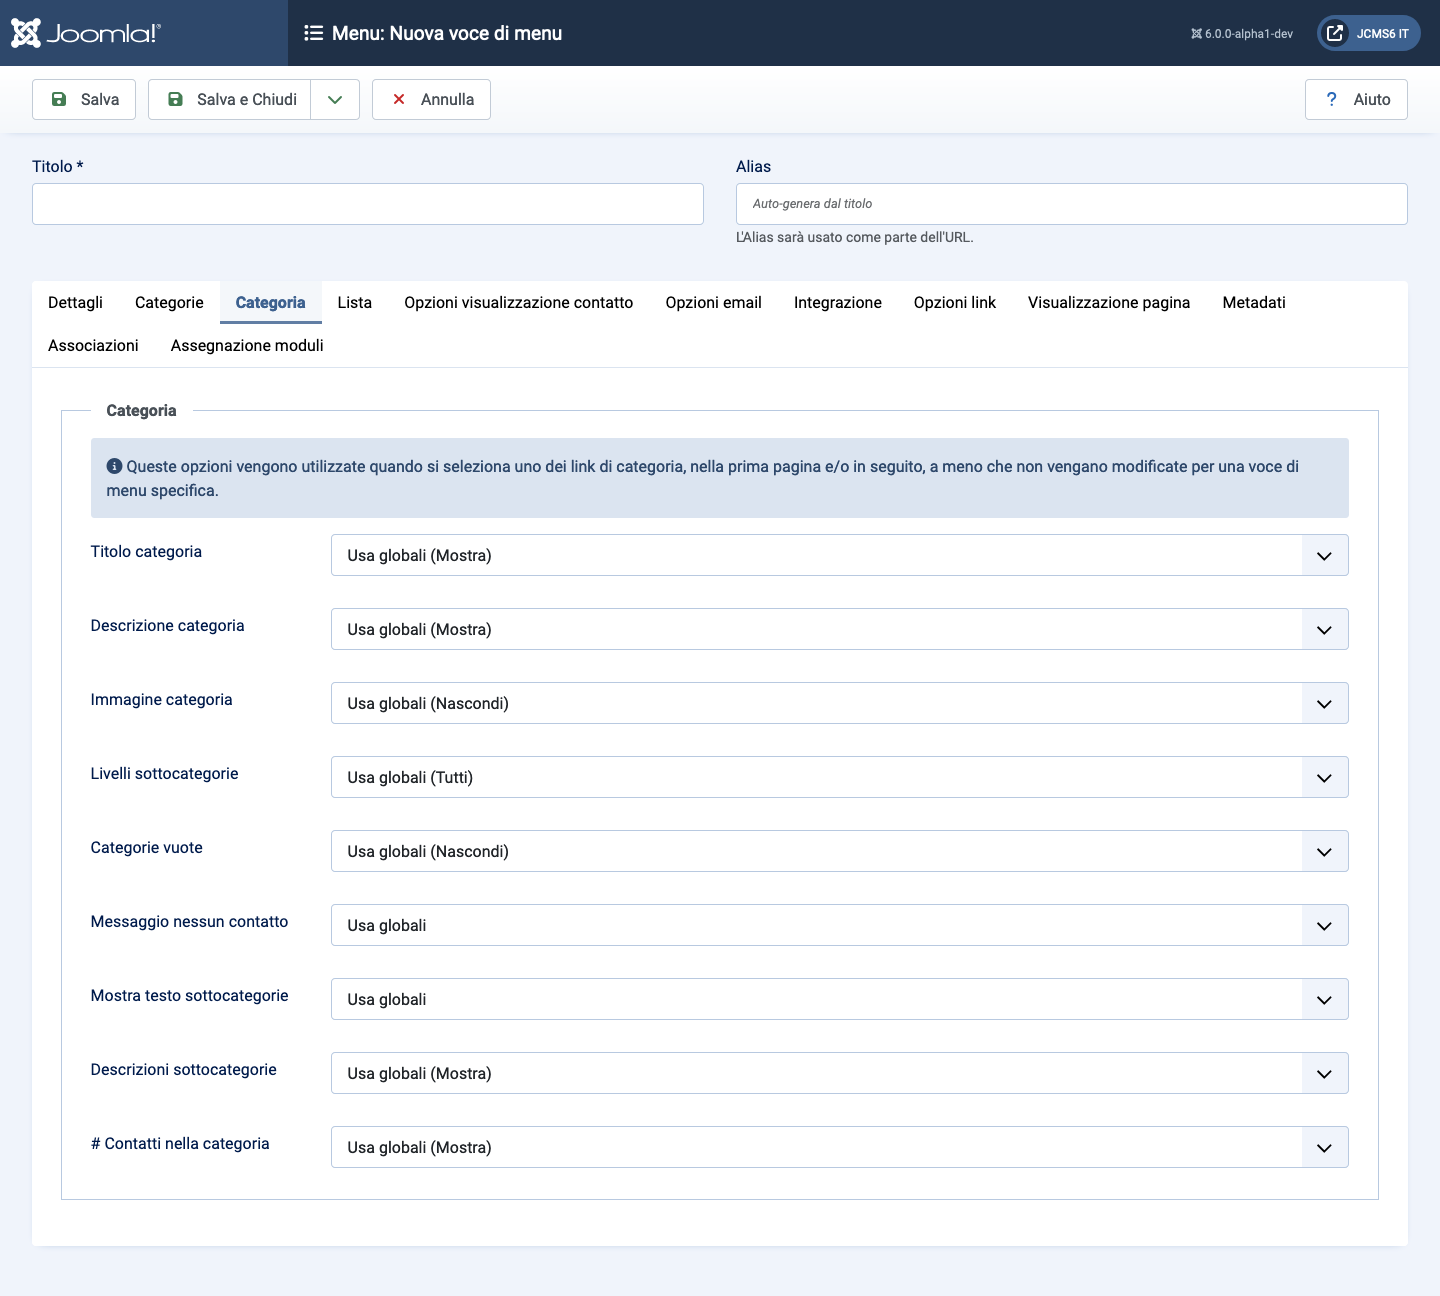 Joomla!®
Menu: Nuova voce di menu
6.0.0-alpha1-dev
JCMS6 IT
Salva
Salva e Chiudi
Annulla
? Aiuto
Titolo *
Alias
Auto-genera dal titolo
L'Alias sarà usato come parte dell'URL.
Dettagli Categorie Categoria Lista Opzioni visualizzazione contatto Opzioni email Integrazione Opzioni link Visualizzazione pagina Metadati
Associazioni Assegnazione moduli
Categoria
Queste opzioni vengono utilizzate quando si seleziona uno dei link di categoria, nella prima pagina e/o in seguito, a meno che non vengano modificate per una voce di
menu specifica.
Titolo categoria Usa globali (Mostra)
Descrizione categoria Usa globali (Mostra)
Immagine categoria Usa globali (Nascondi)
Livelli sottocategorie Usa globali (Tutti)
Categorie vuote Usa globali (Nascondi)
Messaggio nessun contatto Usa globali
Mostra testo sottocategorie Usa globali
Descrizioni sottocategorie Usa globali (Mostra)
# Contatti nella categoria Usa globali (Mostra)